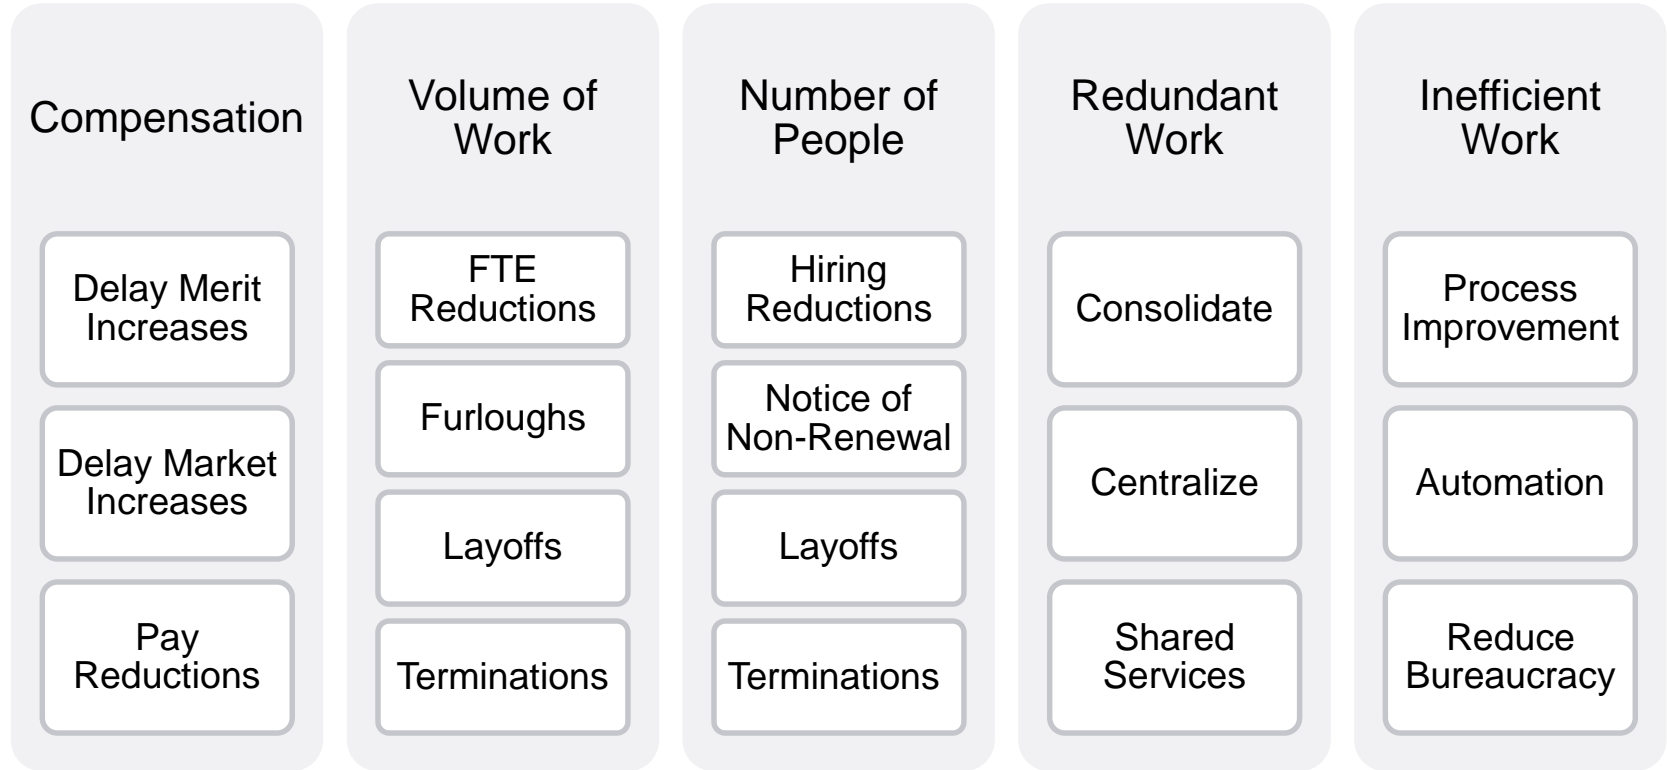 Compensation
Delay Merit
Increases
Delay Market
Increases
Pay
Reductions
Volume of
Work
FTE
Reductions
Furloughs
Layoffs
Terminations
Number of
People
Hiring
Reductions
Notice of
Non-Renewal
Layoffs
Terminations
Redundant
Work
Consolidate
Centralize
Shared
Services
Inefficient
Work
Process
Improvement
Automation
Reduce
Bureaucracy